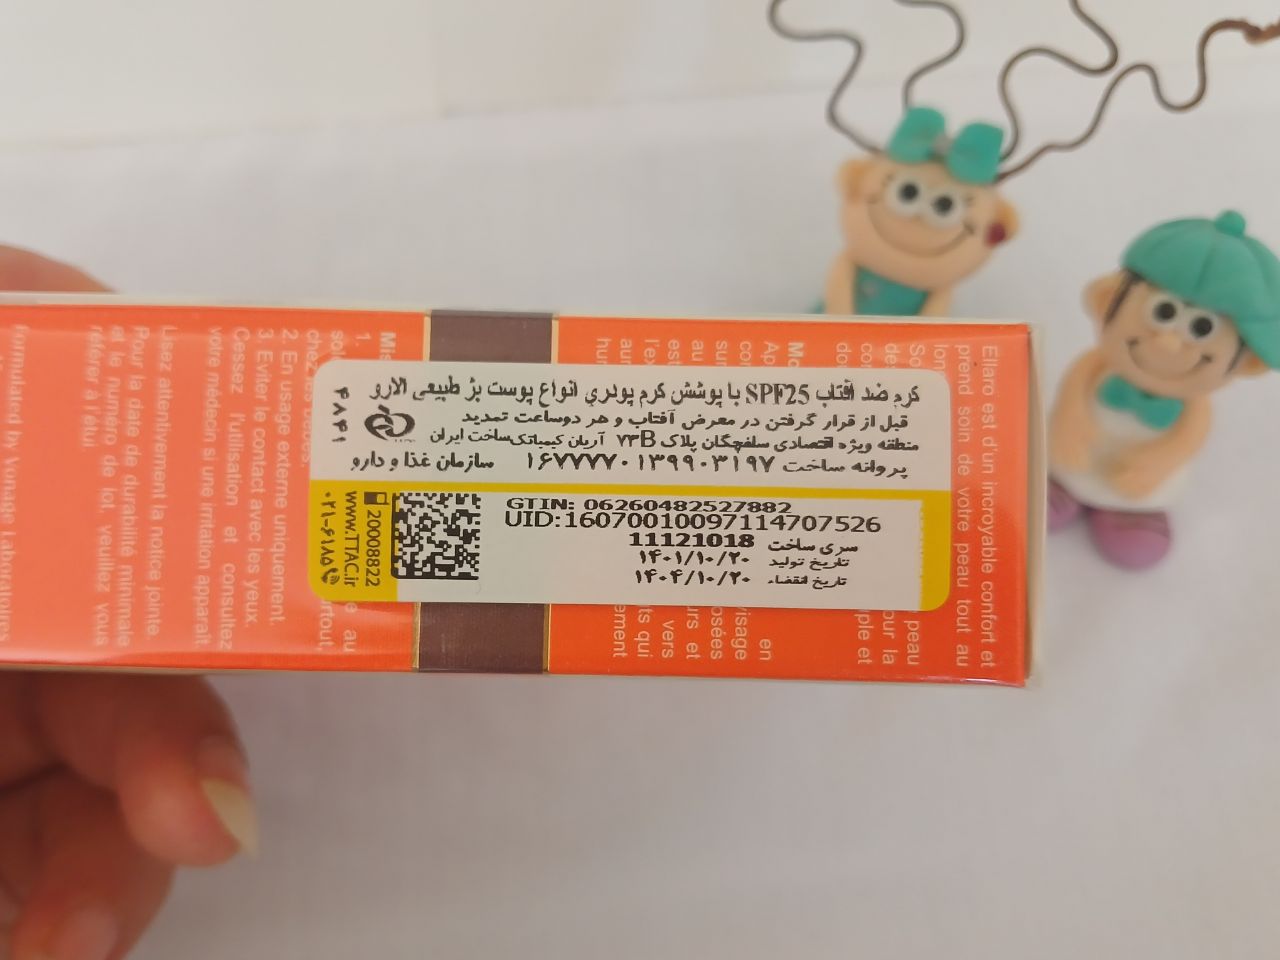 کرم ضد آفتاب SPF25 با پوشش کرم پودری انواع پوست بژ طبیعی الارو
قبل از قرار گرفتن در معرض آفتاب و هر دوساعت تمدید
منطقه ویژه اقتصادی سلفچگان پلاک ۷۳B آریان کیمیاتک ساخت ایران
پروانه ساخت ۱۶۷۷۷۷۰۱۳۹۹۰۳۱۹۷ سازمان غذا و دارو
۴۸۴۱
GTIN: 06260482527882
UID:16070010097114707526
سری ساخت 11121018
تاریخ تولید ۱۴۰۱/۱۰/۲۰
تاریخ انقضاء ۱۴۰۴/۱۰/۲۰
20008822
www.TTAC.ir
۰۲۱-۶۱۸۵
Ellaro est d'un incroyable confort et
prend soin de votre peau tout au
1.
2. En usage externe uniquement.
3. Eviter le contact avec les yeux.
Cessez l'utilisation et consultez
votre médecin si une irritation apparaît.
Lisez attentivement la notice jointe.
Pour la date de durabilité minimale
et le numéro de lot, veuillez vous
référer à l'étui.
formulated by Vonage Laboratoires